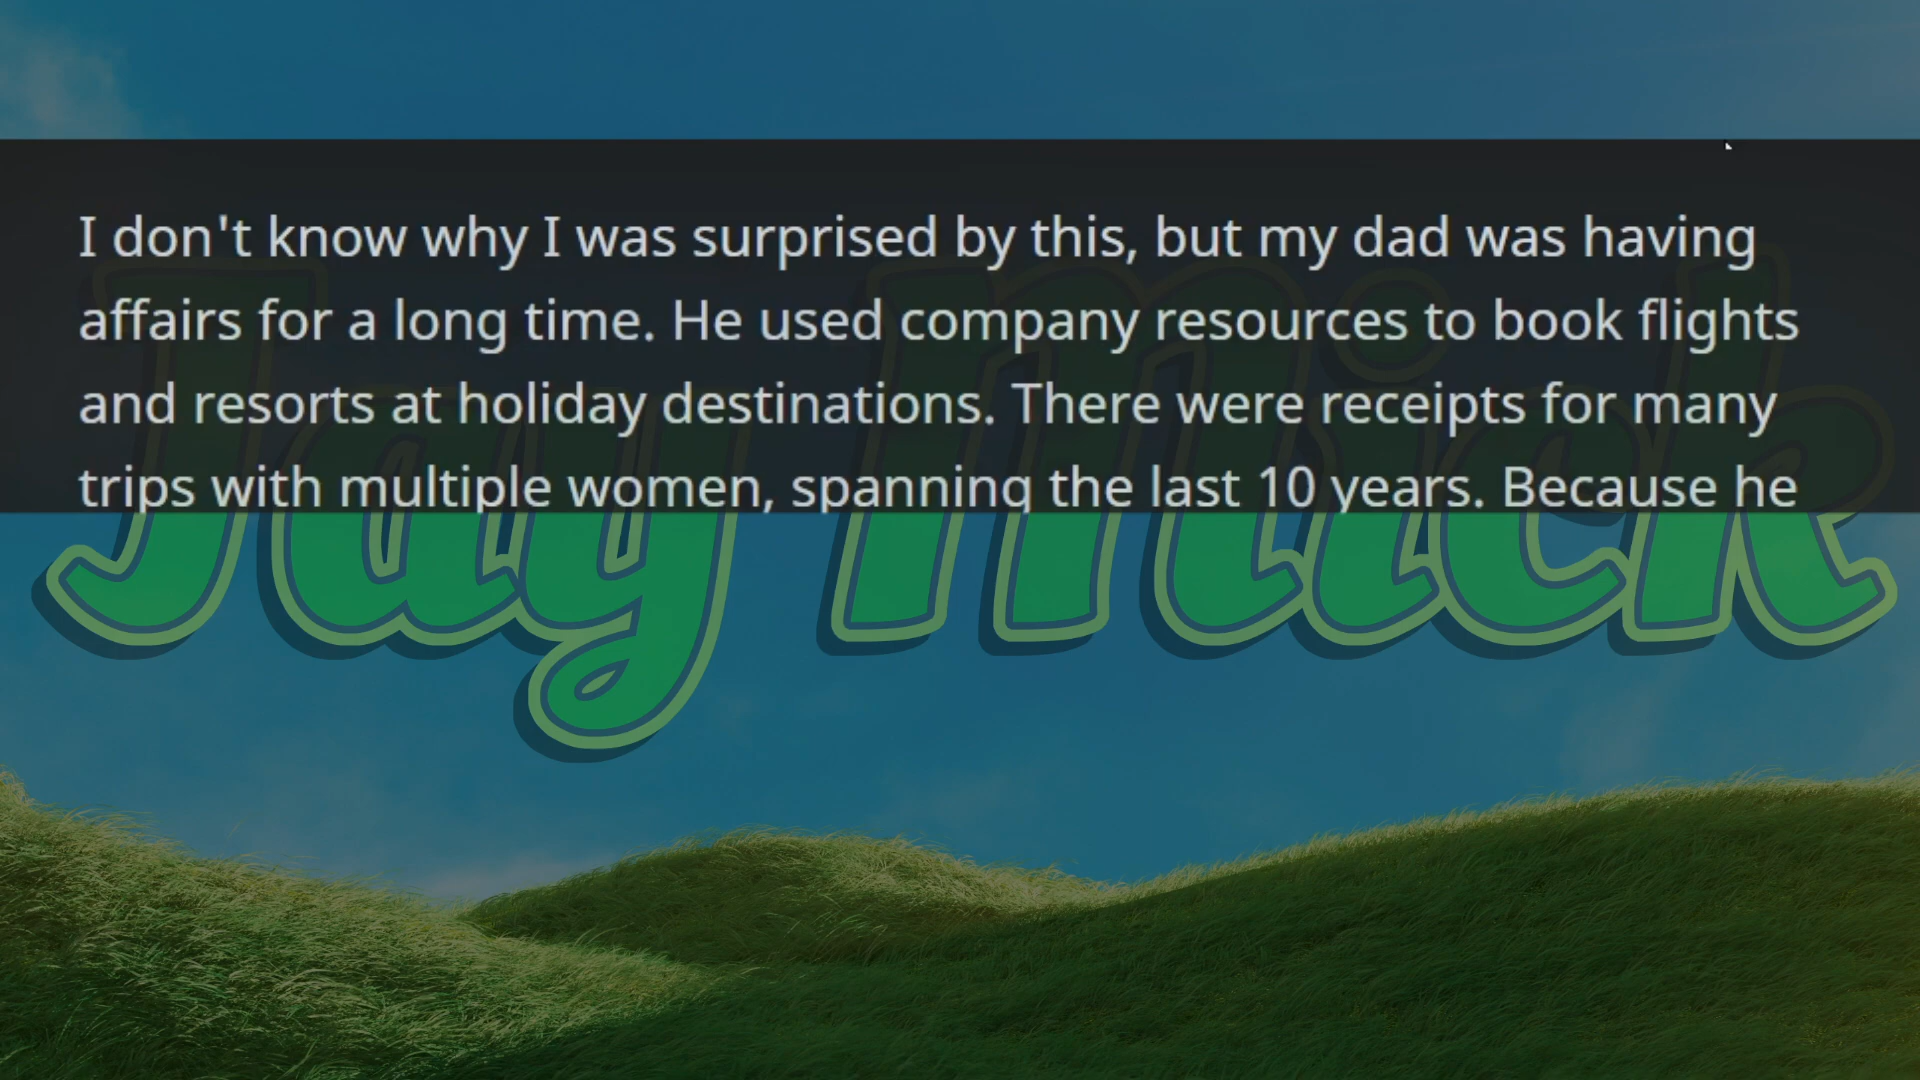 I don't know why I was surprised by this, but my dad was having
affairs for a long time. He used company resources to book flights
and resorts at holiday destinations. There were receipts for many
trips with multiple women, spanning the last 10 years. Because he
Jay Mick